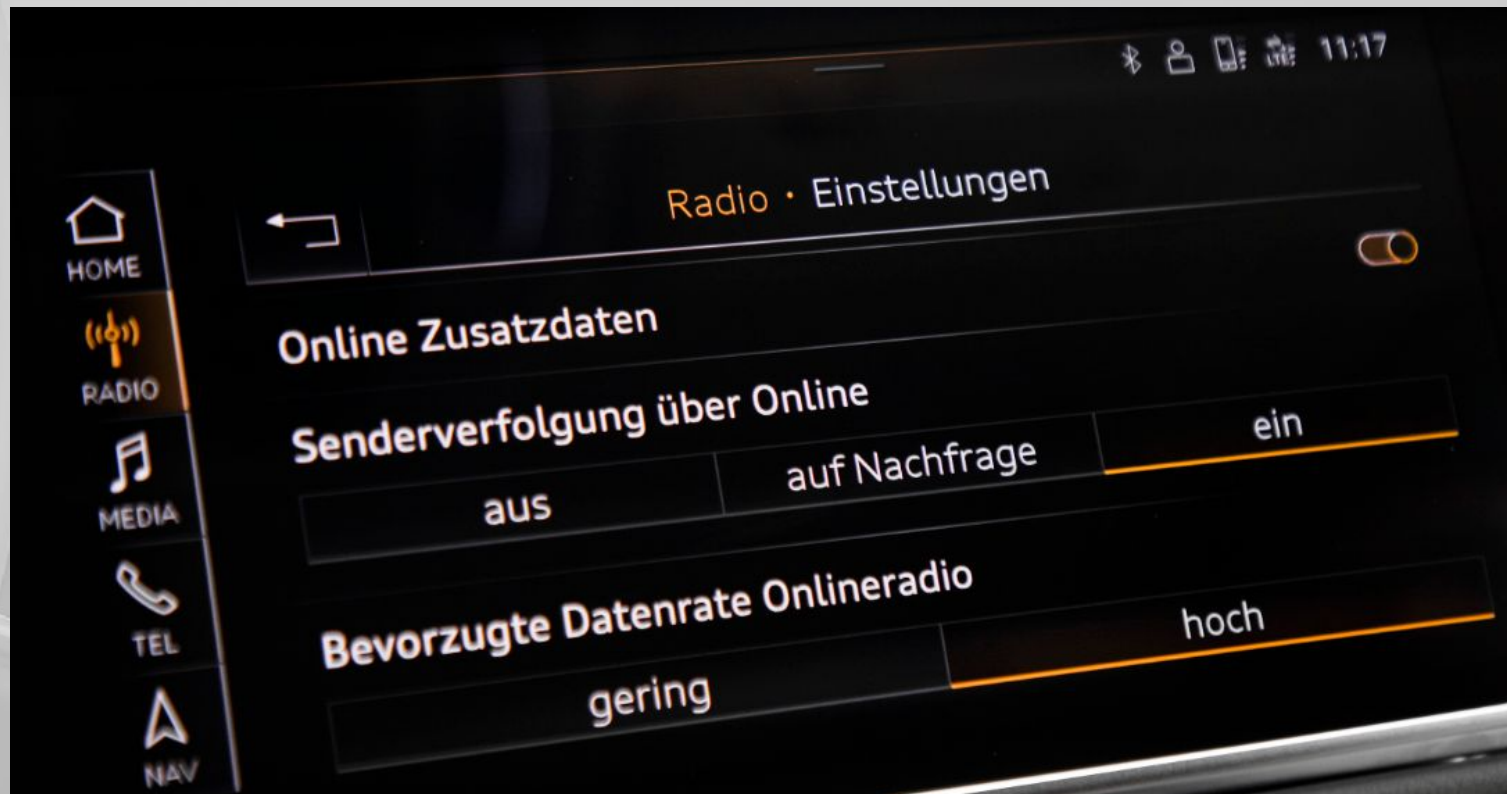 LTE 11:17
Radio · Einstellungen
HOME
RADIO
MEDIA
TEL
NAV
Online Zusatzdaten
Senderverfolgung über Online
aus auf Nachfrage ein
Bevorzugte Datenrate Onlineradio
gering hoch